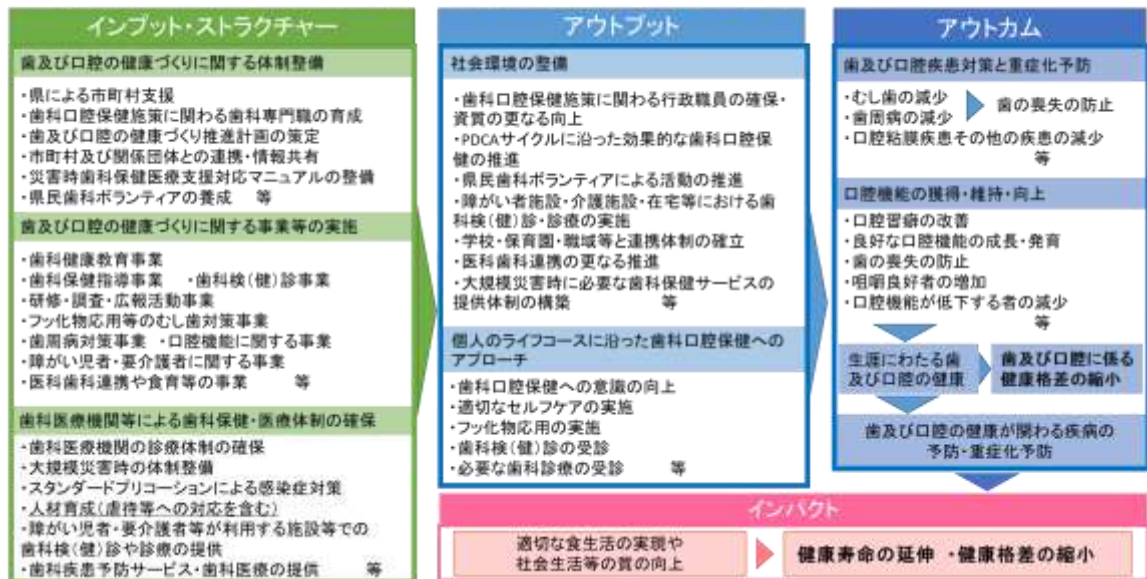 インプット・ストラクチャー
歯及び口腔の健康づくりに関する体制整備
・県による市町村支援
・歯科口腔保健施策に関わる歯科専門職の育成
・歯及び口腔の健康づくり推進計画の策定
・市町村及び関係団体との連携・情報共有
・災害時歯科保健医療支援対応マニュアルの整備
・県民歯科ボランティアの養成　等
歯及び口腔の健康づくりに関する事業等の実施
・歯科健康教育事業
・歯科保健指導事業　・歯科検(健)診事業
・研修・調査・広報活動事業
・フッ化物応用等のむし歯対策事業
・歯周病対策事業　・口腔機能に関する事業
・障がい児者・要介護者に関する事業
・医科歯科連携や食育等の事業　等
歯科医療機関等による歯科保健・医療体制の確保
・歯科医療機関の診療体制の確保
・大規模災害時の体制整備
・スタンダードプリコーションによる感染症対策
・人材育成(虐待等への対応を含む)
・障がい児者・要介護者等が利用する施設等での
歯科検(健)診や診療の提供
・歯科疾患予防サービス・歯科医療の提供　等
アウトプット
社会環境の整備
・歯科口腔保健施策に関わる行政職員の確保・
資質の更なる向上
・PDCAサイクルに沿った効果的な歯科口腔保
健の推進
・県民歯科ボランティアによる活動の推進
・障がい者施設・介護施設・在宅等における歯
科検(健)診・診療の実施
・学校・保育園・職域等と連携体制の確立
・医科歯科連携の更なる推進
・大規模災害時に必要な歯科保健サービスの
提供体制の構築　等
個人のライフコースに沿った歯科口腔保健への
アプローチ
・歯科口腔保健への意識の向上
・適切なセルフケアの実施
・フッ化物応用の実施
・歯科検(健)診の受診
・必要な歯科診療の受診　等
アウトカム
歯及び口腔疾患対策と重症化予防
・むし歯の減少
・歯周病の減少
歯の喪失の防止
・口腔粘膜疾患その他の疾患の減少
等
口腔機能の獲得・維持・向上
・口腔習癖の改善
・良好な口腔機能の成長・発育
・歯の喪失の防止
・咀嚼良好者の増加
・口腔機能が低下する者の減少
等
生涯にわたる歯
及び口腔の健康
歯及び口腔に係る
健康格差の縮小
歯及び口腔の健康が関わる疾病の
予防・重症化予防
インパクト
適切な食生活の実現や
社会生活等の質の向上
健康寿命の延伸　・健康格差の縮小